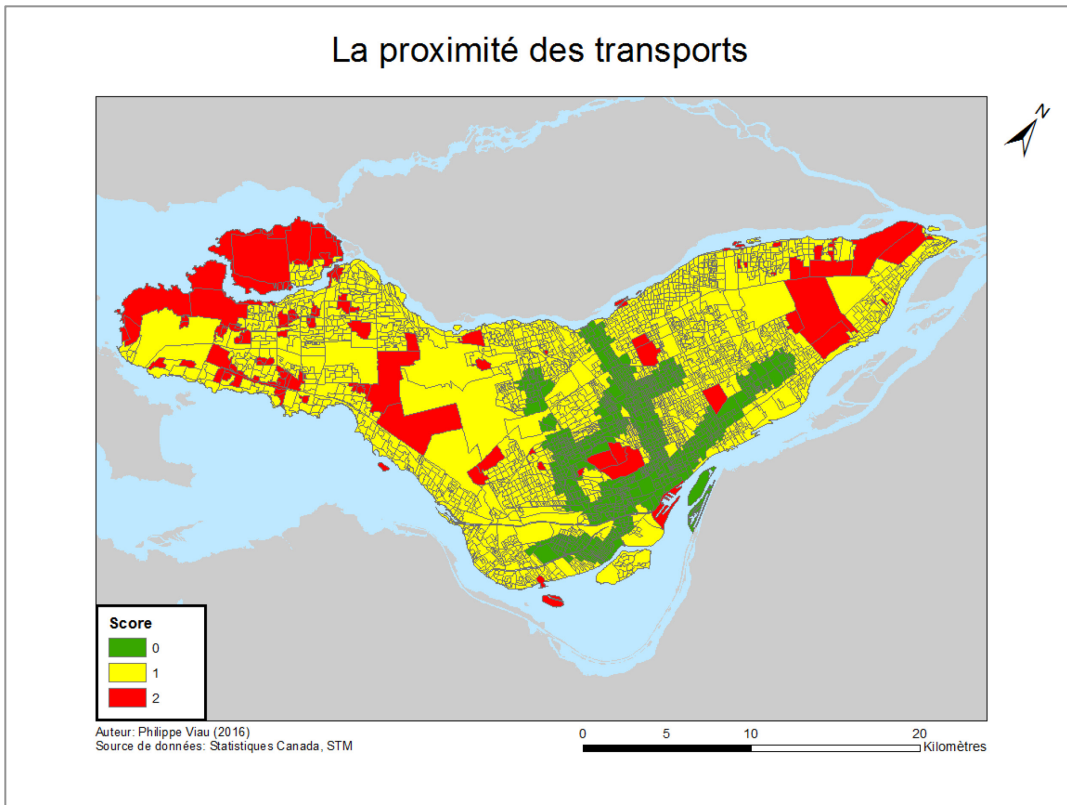 La proximité des transports
N
Score
0
1
2
Auteur: Philippe Viau (2016)
Source de données: Statistiques Canada, STM
0 5 10 20
Kilomètres